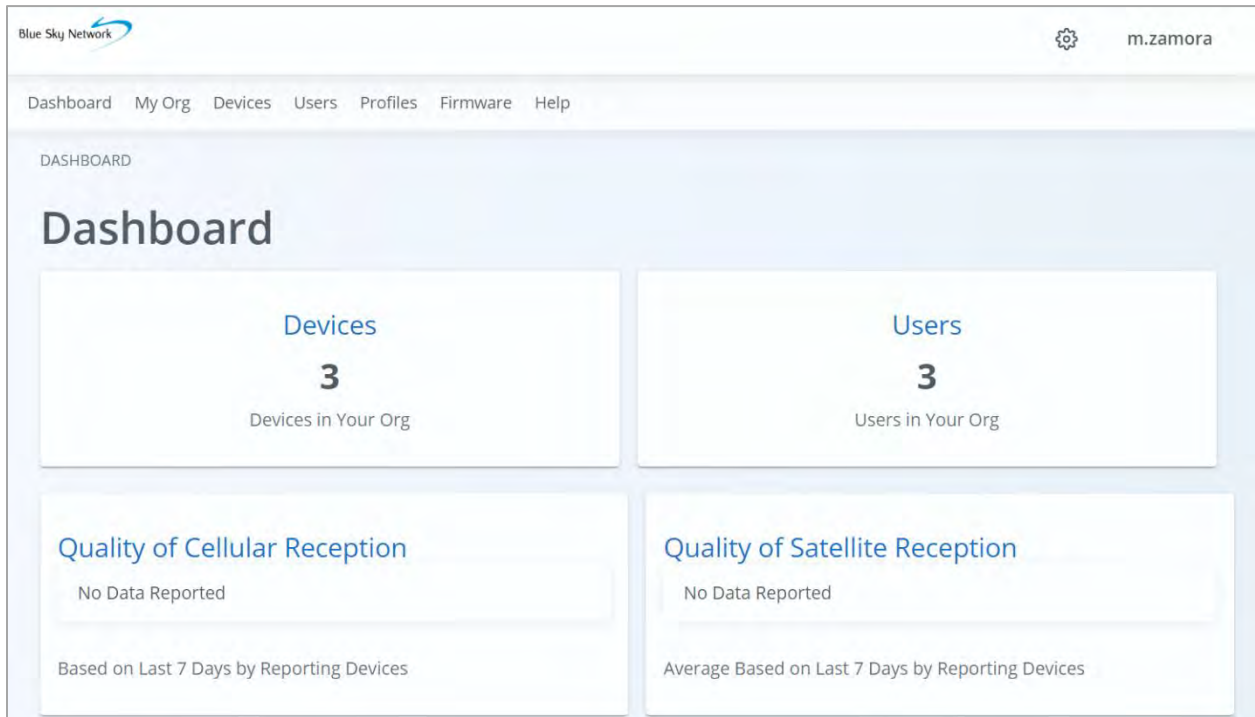 Blue Sky Network
m.zamora
Dashboard My Org Devices Users Profiles Firmware Help
DASHBOARD
Dashboard
Devices
3
Devices in Your Org
Users
3
Users in Your Org
Quality of Cellular Reception
No Data Reported
Based on Last 7 Days by Reporting Devices
Quality of Satellite Reception
No Data Reported
Average Based on Last 7 Days by Reporting Devices